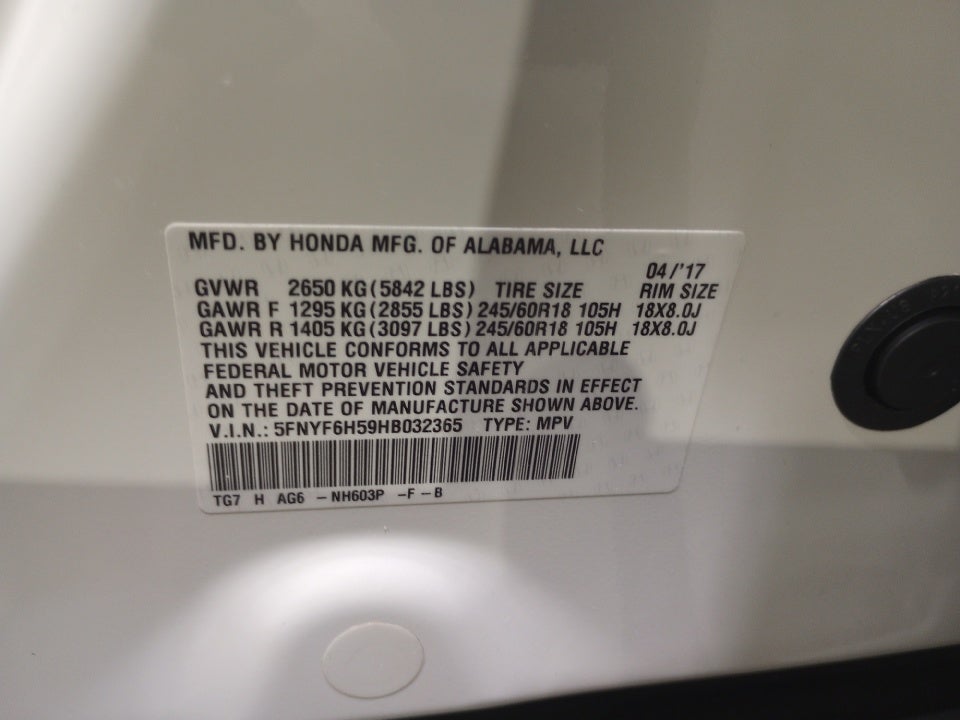 MFD. BY HONDA MFG. OF ALABAMA, LLC
04/'17
GVWR 2650 KG (5842 LBS) TIRE SIZE RIM SIZE
GAWR F 1295 KG (2855 LBS) 245/60R18 105H 18X8.0J
GAWR R 1405 KG (3097 LBS) 245/60R18 105H 18X8.0J
THIS VEHICLE CONFORMS TO ALL APPLICABLE
FEDERAL MOTOR VEHICLE SAFETY
AND THEFT PREVENTION STANDARDS IN EFFECT
ON THE DATE OF MANUFACTURE SHOWN ABOVE.
V.I.N.: 5FNYF6H59HB032365 TYPE: MPV
TG7 H AG6 -NH603P -F-B